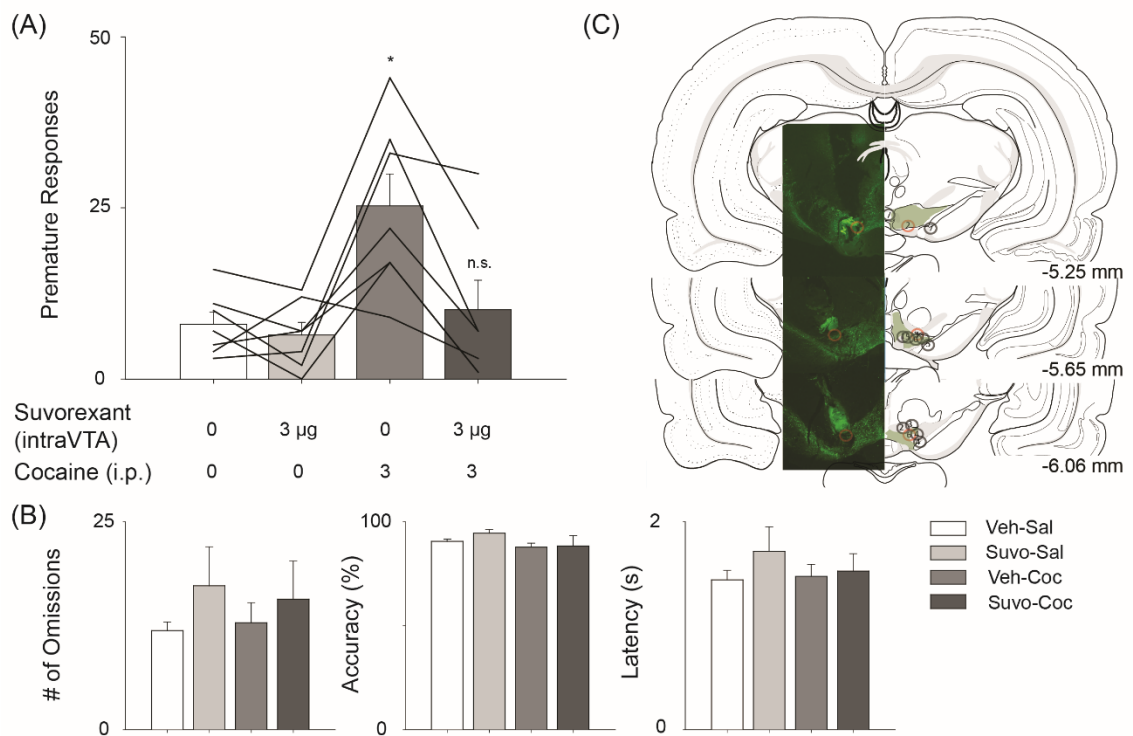 (A)
50
25
0
Premature Responses
*
n.s.
Suvorexant
(intraVTA)
0 3 µg 0 3 µg
Cocaine (i.p.) 0 0 3 3
(C)
-5.25 mm
-5.65 mm
-6.06 mm
(B)
25
0
# of Omissions
100
0
Accuracy (%)
2
0
Latency (s)
Veh-Sal
Suvo-Sal
Veh-Coc
Suvo-Coc